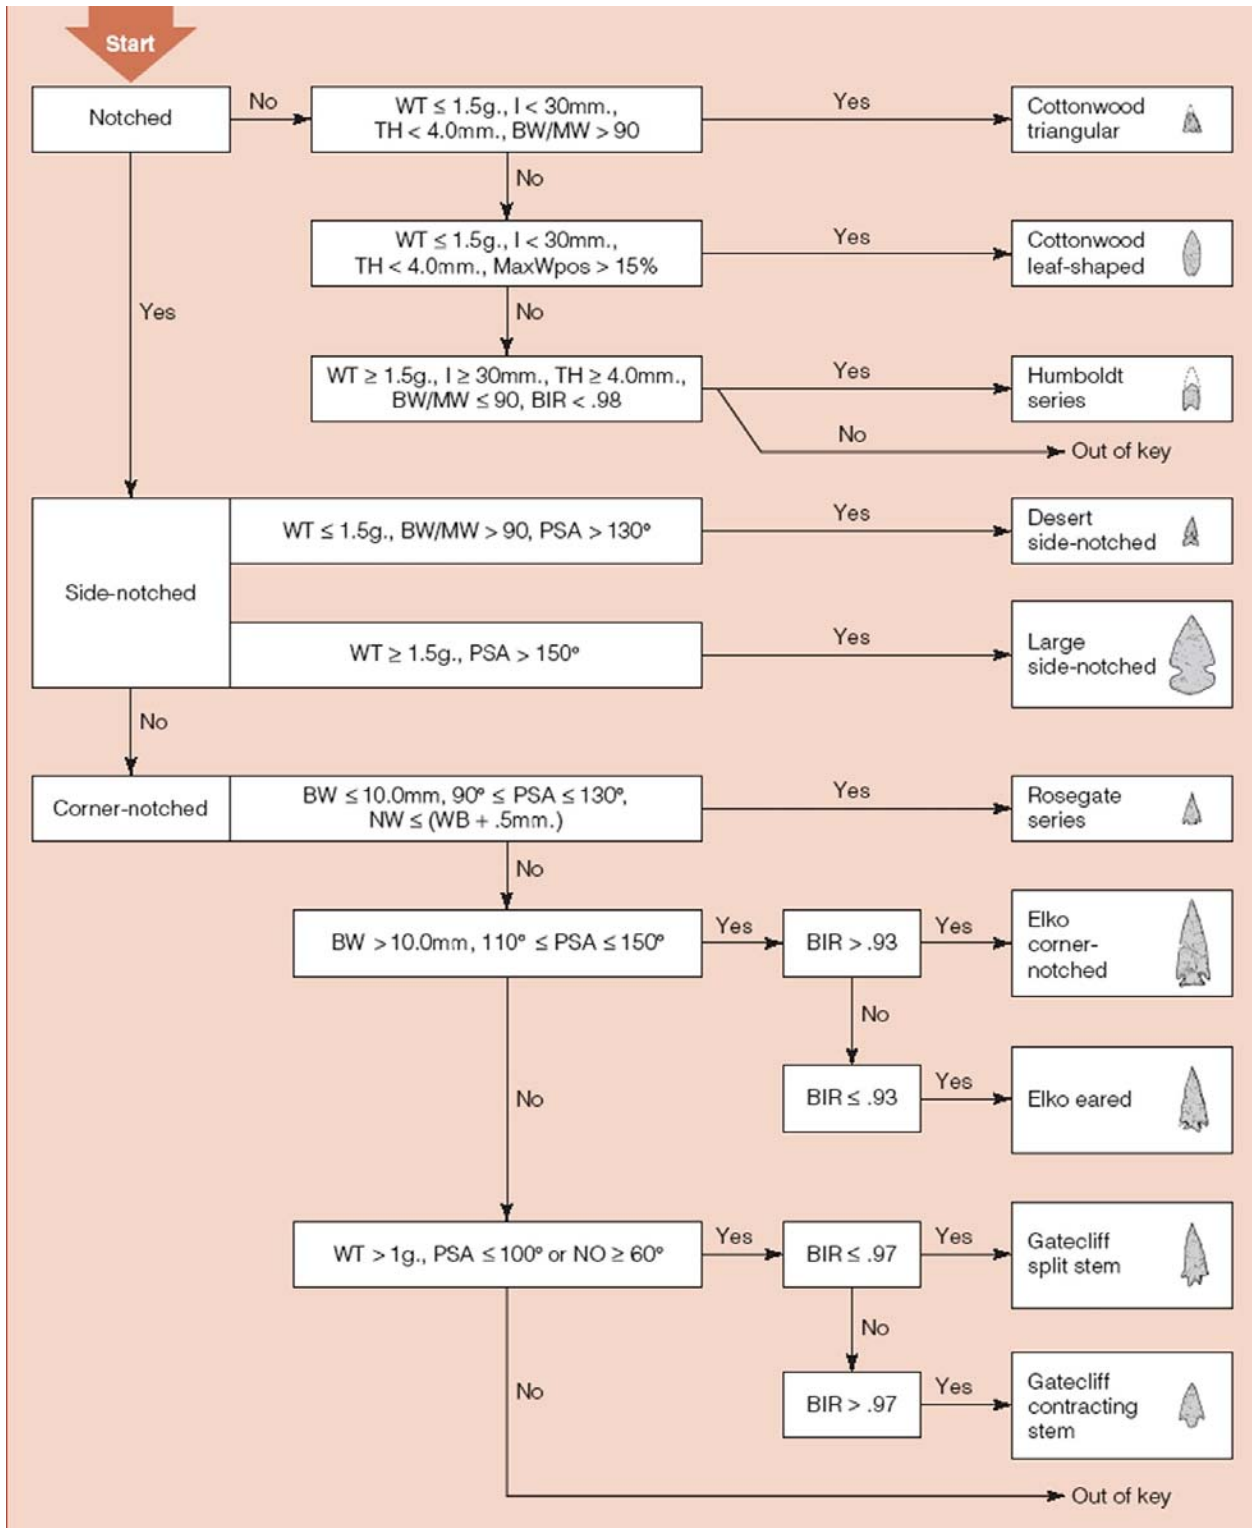 Start
Notched
No
WT ≤ 1.5g., I < 30mm.,
TH < 4.0mm., BW/MW > 90
Yes
Cottonwood
triangular
No
WT ≤ 1.5g., I < 30mm.,
TH < 4.0mm., MaxWpos > 15%
Yes
Cottonwood
leaf-shaped
Yes
No
WT ≥ 1.5g., I ≥ 30mm., TH ≥ 4.0mm.,
BW/MW ≤ 90, BIR < .98
Yes
Humboldt
series
No
Out of key
Side-notched
WT ≤ 1.5g., BW/MW > 90, PSA > 130°
Yes
Desert
side-notched
WT ≥ 1.5g., PSA > 150°
Yes
Large
side-notched
No
Corner-notched
BW ≤ 10.0mm, 90° ≤ PSA ≤ 130°,
NW ≤ (WB + .5mm.)
Yes
Rosegate
series
No
BW > 10.0mm, 110° ≤ PSA ≤ 150°
Yes
BIR > .93
Yes
Elko
corner-
notched
No
No
BIR ≤ .93
Yes
Elko eared
WT > 1g., PSA ≤ 100° or NO ≥ 60°
Yes
BIR ≤ .97
Yes
Gatecliff
split stem
No
No
BIR > .97
Yes
Gatecliff
contracting
stem
Out of key